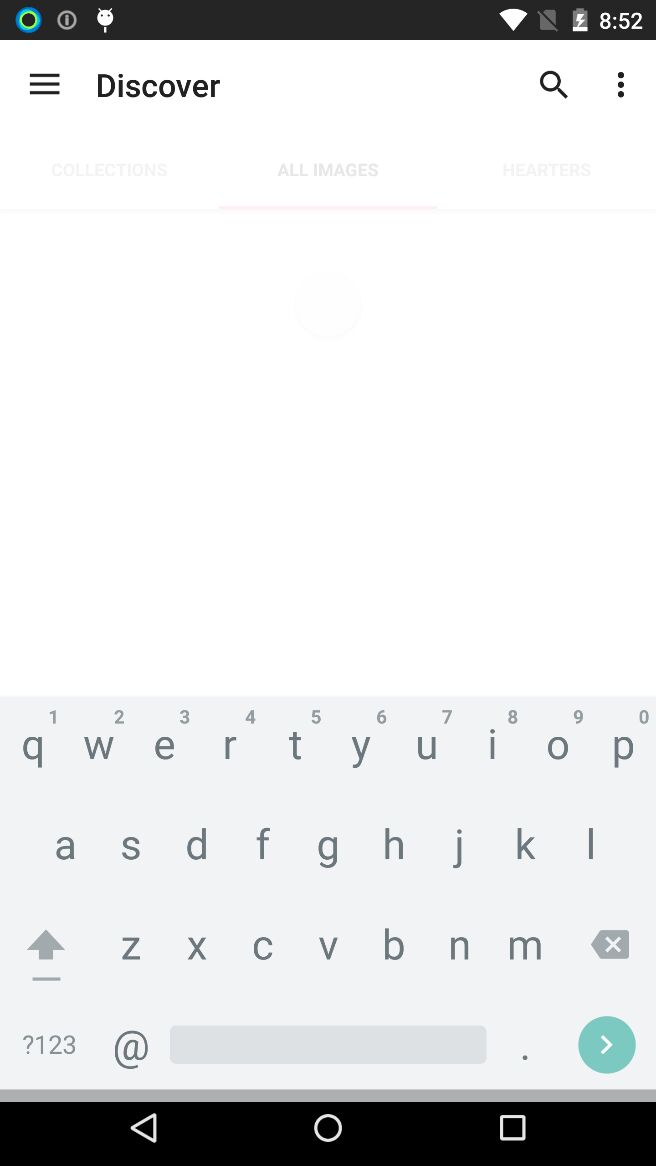 8:52
Discover
COLLECTIONS ALL IMAGES HEARTERS
1 2 3 4 5 6 7 8 9 0
q w e r t y u i o p
a s d f g h j k l
z x c v b n m
?123 @ .